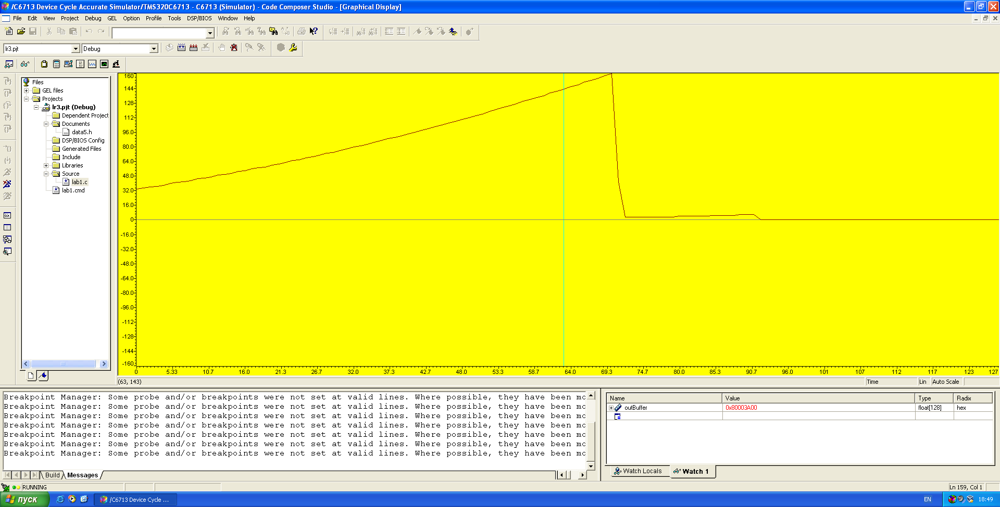 /C6713 Device Cycle Accurate Simulator/TMS320C6713 - C6713 (Simulator) - Code Composer Studio - [Graphical Display]
File Edit View Project Debug GEL Option Profile Tools DSP/BIOS Window Help
lr3.pjt Debug
Files
GEL files
Projects
lr3.pjt (Debug)
Dependent Project
Documents
data5.h
DSP/BIOS Config
Generated Files
Include
Libraries
Source
lab1.c
lab1.cmd
160
144
128
112
96.0
80.0
64.0
48.0
32.0
16.0
0
-16.0
-32.0
-48.0
-64.0
-80.0
-96.0
-112
-128
-144
-160
0 5.33 10.7 16.0 21.3 26.7 32.0 37.3 42.7 48.0 53.3 58.7 64.0 69.3 74.7 80.0 85.3 90.7 96.0 101 107 112 117 123 127
(63, 143) Time Lin Auto Scale
Breakpoint Manager: Some probe and/or breakpoints were not set at valid lines. Where possible, they have been mc
Breakpoint Manager: Some probe and/or breakpoints were not set at valid lines. Where possible, they have been mc
Breakpoint Manager: Some probe and/or breakpoints were not set at valid lines. Where possible, they have been mc
Breakpoint Manager: Some probe and/or breakpoints were not set at valid lines. Where possible, they have been mc
Breakpoint Manager: Some probe and/or breakpoints were not set at valid lines. Where possible, they have been mc
Breakpoint Manager: Some probe and/or breakpoints were not set at valid lines. Where possible, they have been mc
Breakpoint Manager: Some probe and/or breakpoints were not set at valid lines. Where possible, they have been mc
Build Messages
Name Value Type Radix
outBuffer 0x80003A00 float[128] hex
Watch Locals Watch 1
RUNNING Ln 159, Col 1
пуск /C6713 Device Cycle ... EN 18:49